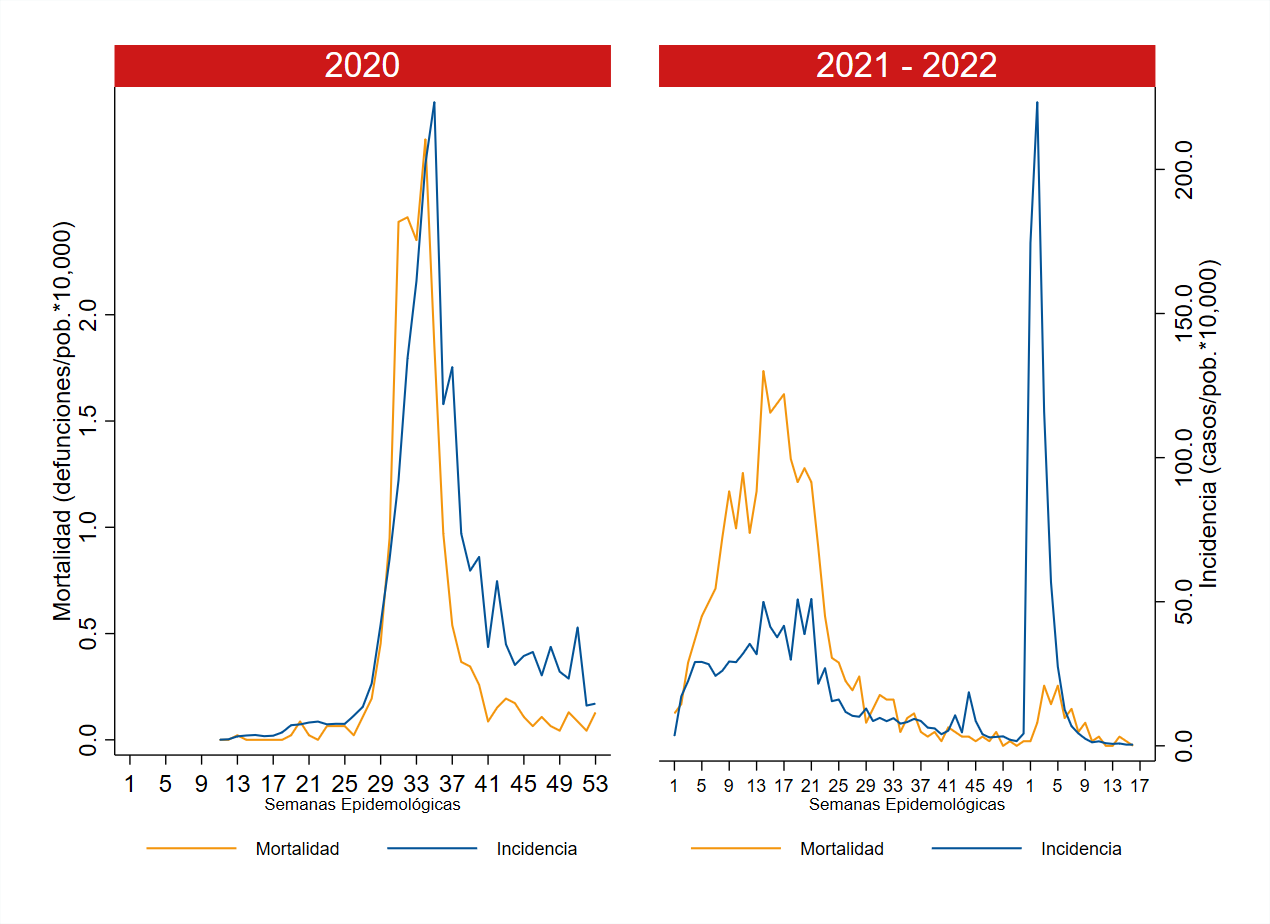 2020
2021 - 2022
Mortalidad (defunciones/pob.*10,000)
0.0 0.5 1.0 1.5 2.0
1 5 9 13 17 21 25 29 33 37 41 45 49 53
Semanas Epidemológicas
Mortalidad Incidencia
1 5 9 13 17 21 25 29 33 37 41 45 49 1 5 9 13 17
Semanas Epidemológicas
Mortalidad Incidencia
0.0 50.0 100.0 150.0 200.0
Incidencia (casos/pob.*10,000)